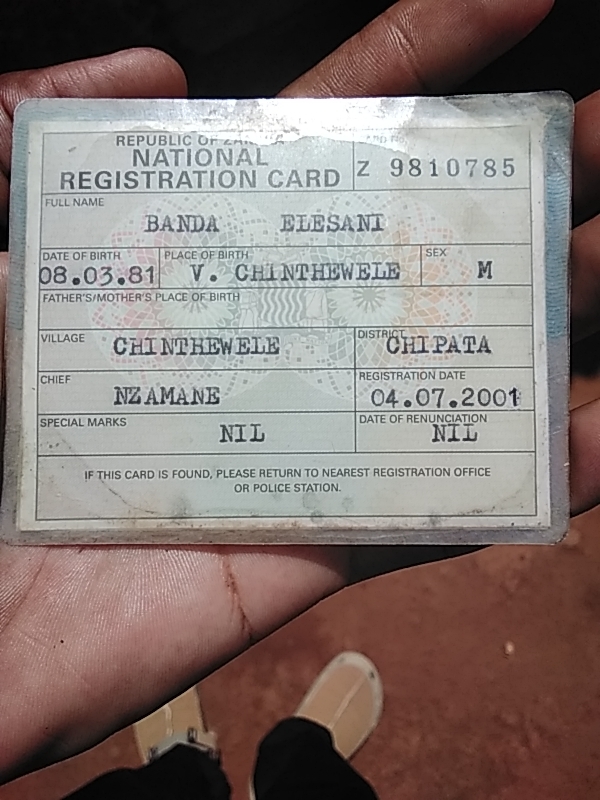 REPUBLIC OF
NATIONAL
REGISTRATION CARD
Z 9810785
FULL NAME
BANDA ELESANI
DATE OF BIRTH PLACE OF BIRTH SEX
08.03.81 V. CHINTHEWELE M
FATHER'S/MOTHER'S PLACE OF BIRTH
VILLAGE CHINTHEWELE DISTRICT CHIPATA
CHIEF NZAMANE REGISTRATION DATE 04.07.2001
SPECIAL MARKS NIL DATE OF RENUNCIATION NIL
IF THIS CARD IS FOUND, PLEASE RETURN TO NEAREST REGISTRATION OFFICE
OR POLICE STATION.